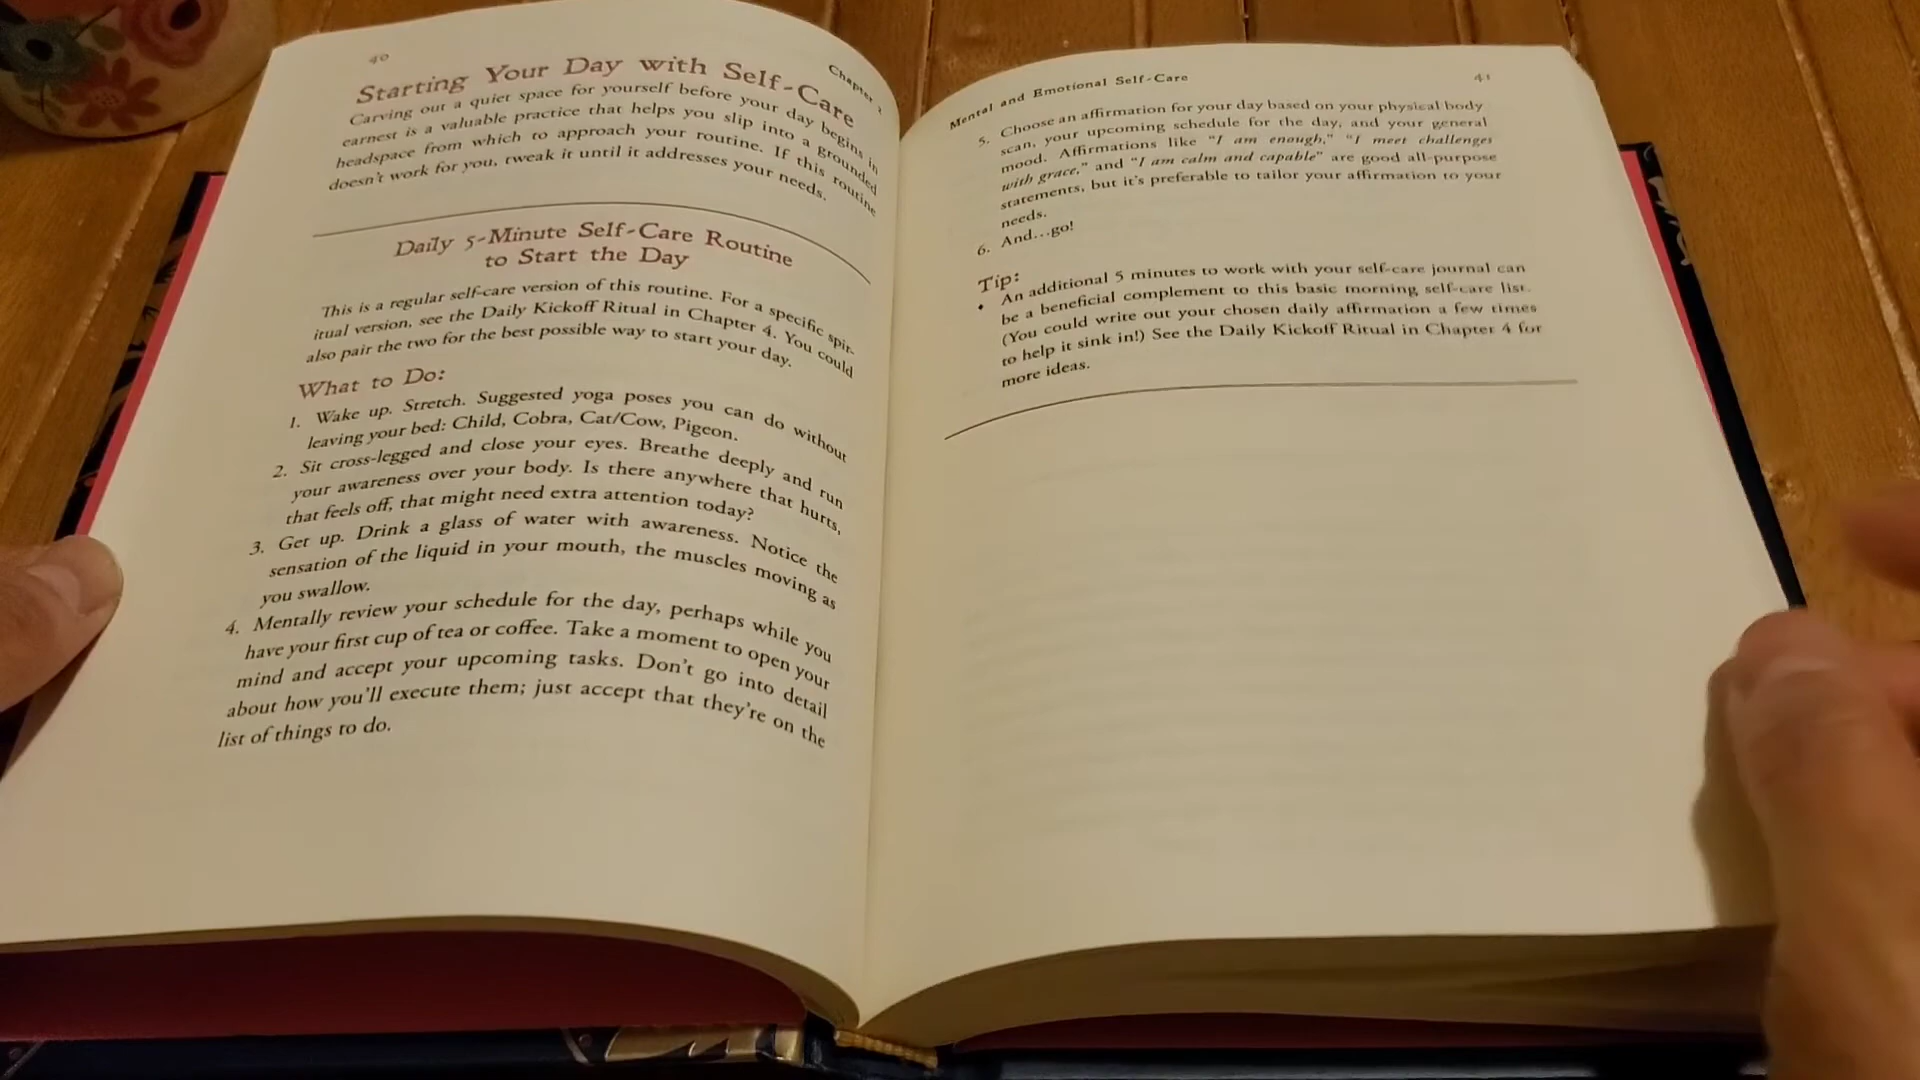 40
Chapter 2
Starting Your Day with Self-Care
Carving out a quiet space for yourself before your day begins in
earnest is a valuable practice that helps you slip into a grounded
headspace from which to approach your routine. If this routine
doesn't work for you, tweak it until it addresses your needs.
Daily 5-Minute Self-Care Routine
to Start the Day
This is a regular self-care version of this routine. For a specific spir-
itual version, see the Daily Kickoff Ritual in Chapter 4. You could
also pair the two for the best possible way to start your day.
What to Do:
1. Wake up. Stretch. Suggested yoga poses you can do without
leaving your bed: Child, Cobra, Cat/Cow, Pigeon.
2. Sit cross-legged and close your eyes. Breathe deeply and run
your awareness over your body. Is there anywhere that hurts,
that feels off, that might need extra attention today?
3. Get up. Drink a glass of water with awareness. Notice the
sensation of the liquid in your mouth, the muscles moving as
you swallow.
4. Mentally review your schedule for the day, perhaps while you
have your first cup of tea or coffee. Take a moment to open your
mind and accept your upcoming tasks. Don't go into detail
about how you'll execute them; just accept that they're on the
list of things to do.
Mental and Emotional Self-Care
41
5. Choose an affirmation for your day based on your physical body
scan, your upcoming schedule for the day, and your general
mood. Affirmations like "I am enough," "I meet challenges
with grace," and "I am calm and capable" are good all-purpose
statements, but it's preferable to tailor your affirmation to your
needs.
6. And...go!
Tip:
• An additional 5 minutes to work with your self-care journal can
be a beneficial complement to this basic morning self-care list.
(You could write out your chosen daily affirmation a few times
to help it sink in!) See the Daily Kickoff Ritual in Chapter 4 for
more ideas.